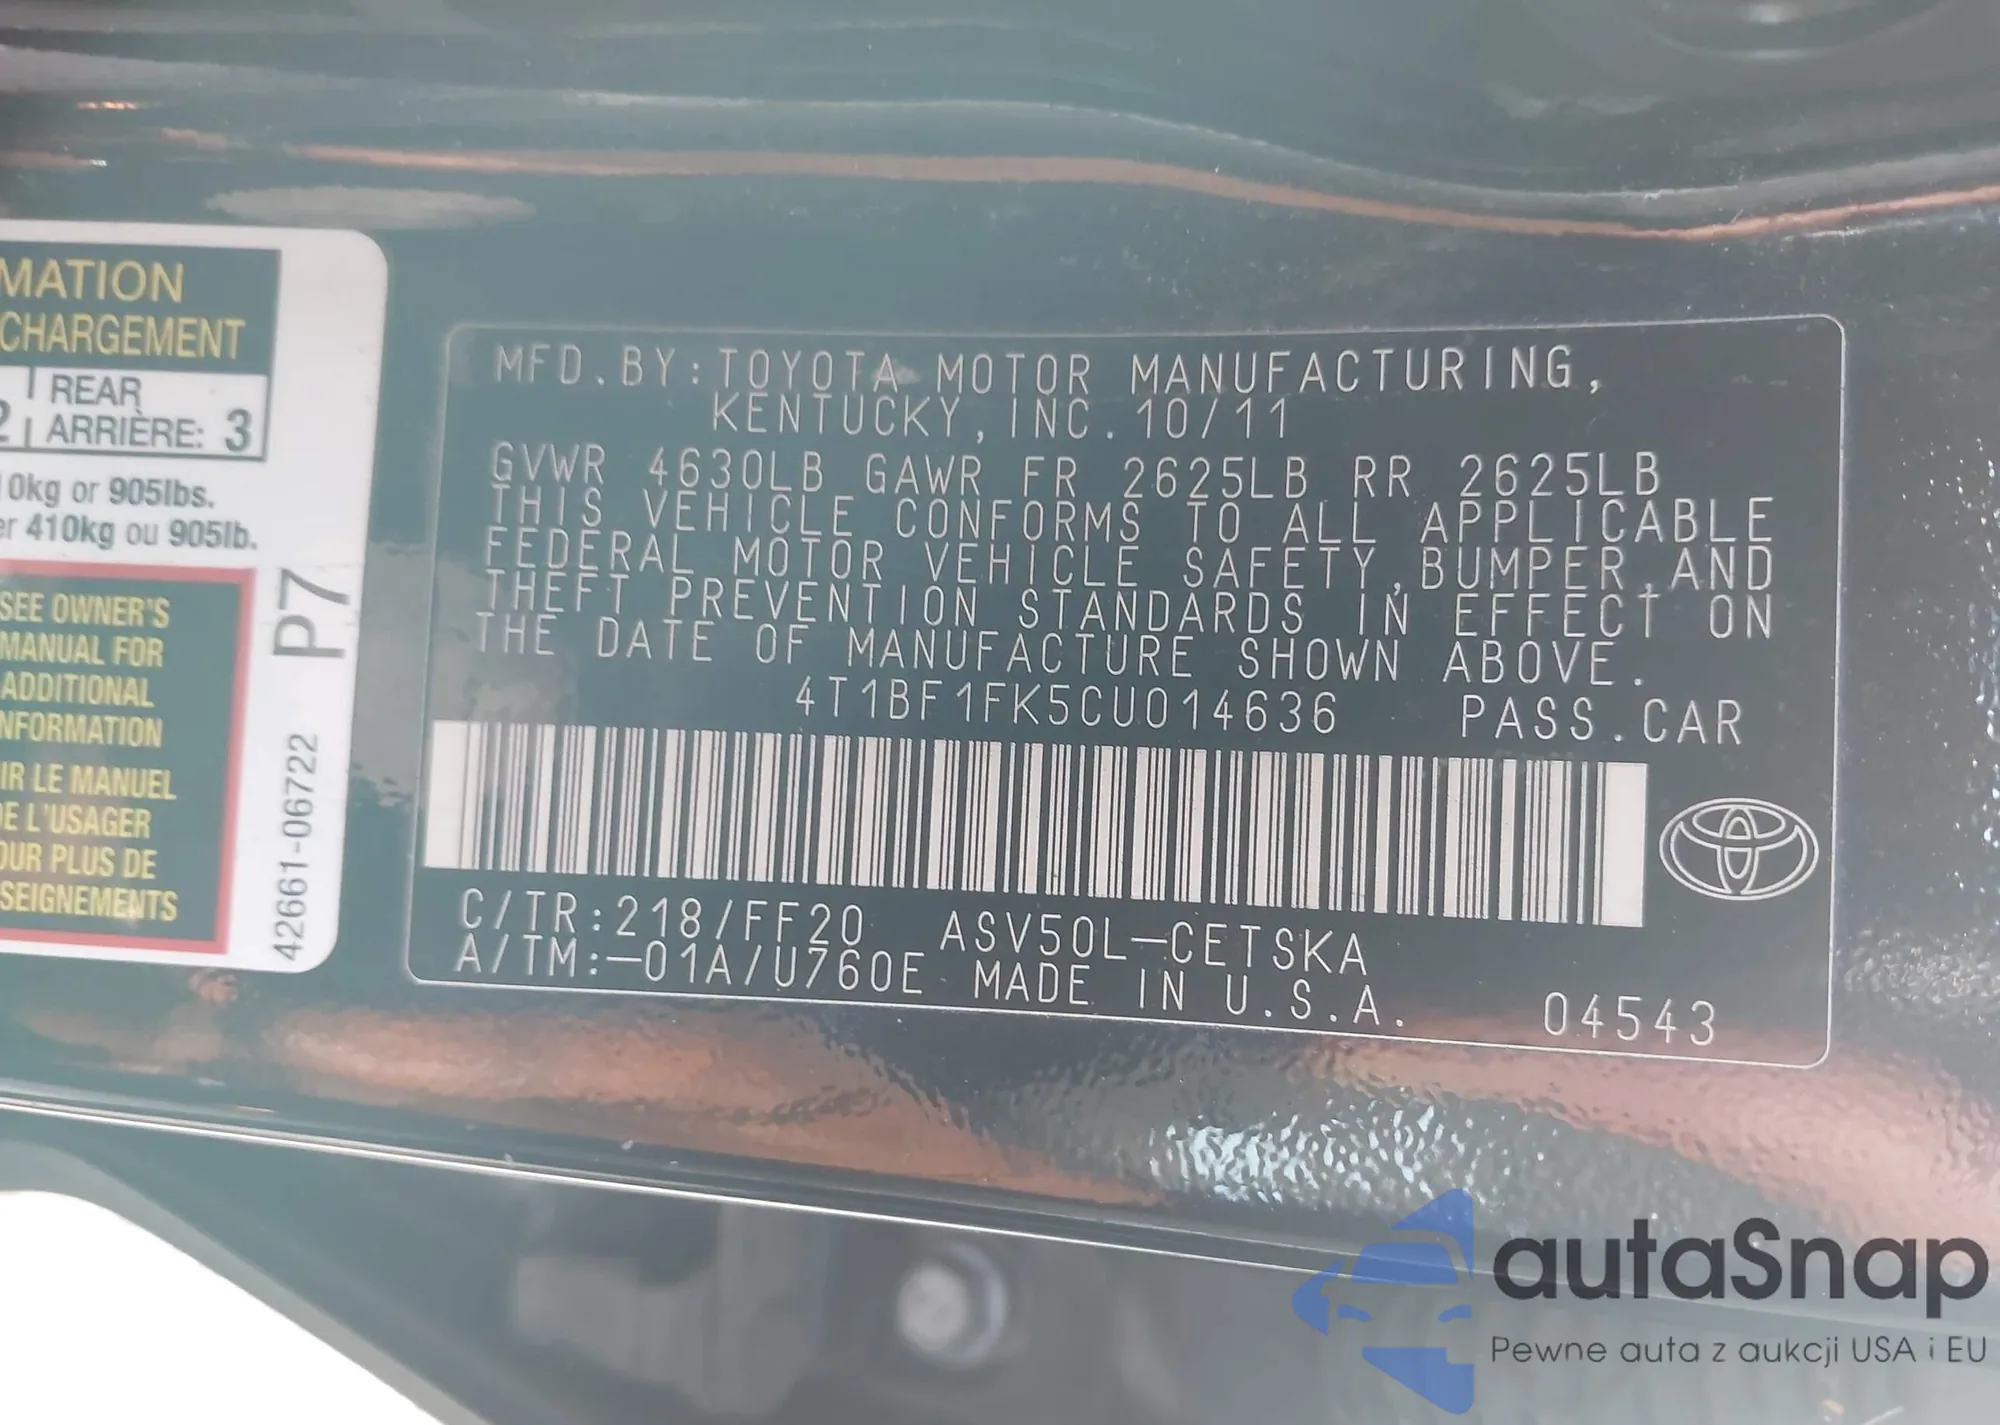 MATION
CHARGEMENT
2 | REAR
ARRIÈRE: 3
0kg or 905lbs.
er 410kg ou 905lb.
SEE OWNER'S
MANUAL FOR
ADDITIONAL
NFORMATION
IR LE MANUEL
DE L'USAGER
OUR PLUS DE
SEIGNEMENTS
42661-06722 P7
MFD.BY:TOYOTA MOTOR MANUFACTURING,
KENTUCKY,INC.10/11
GVWR 4630LB GAWR FR 2625LB RR 2625LB
THIS VEHICLE CONFORMS TO ALL APPLICABLE
FEDERAL MOTOR VEHICLE SAFETY,BUMPER,AND
THEFT PREVENTION STANDARDS IN EFFECT ON
THE DATE OF MANUFACTURE SHOWN ABOVE.
4T1BF1FK5CU014636 PASS.CAR
C/TR:218/FF20 ASV50L-CETSKA
A/TM:-01A/U760E MADE IN U.S.A. 04543
autaSnap
Pewne auta z aukcji USA i EU